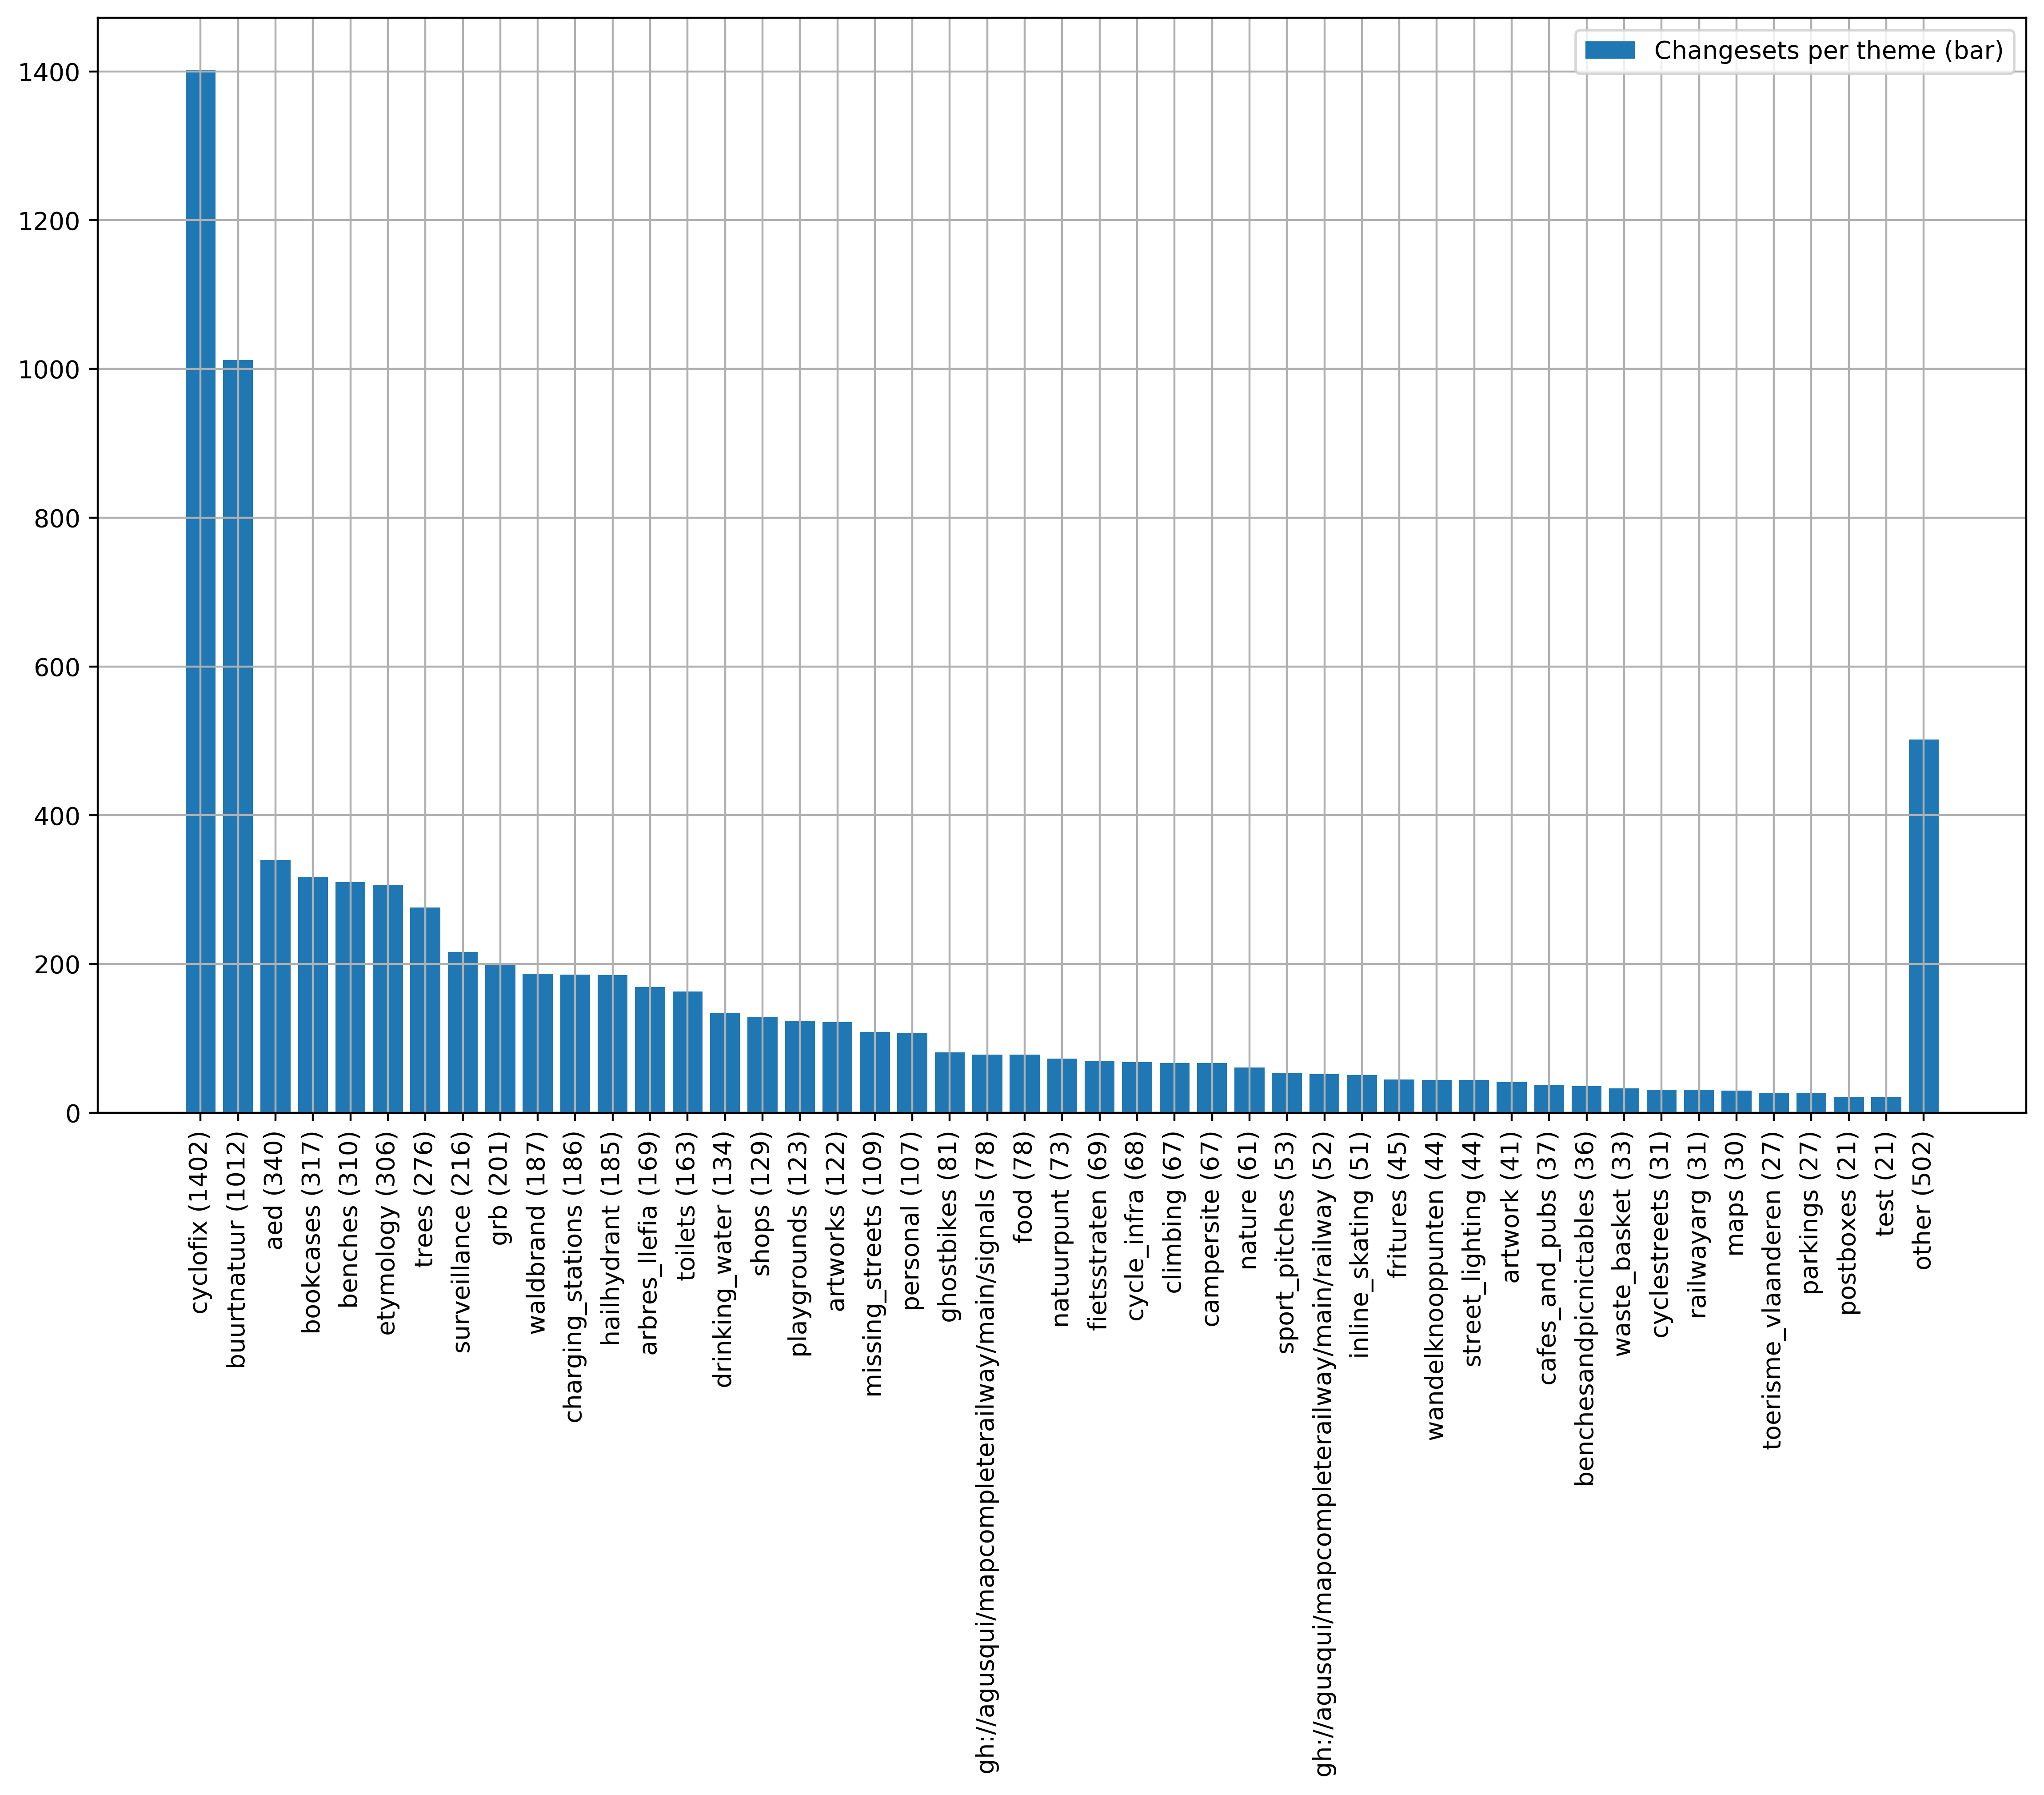 Changesets per theme (bar)
1400
1200
1000
800
600
400
200
0
cyclofix (1402)
buurtnatuur (1012)
aed (340)
bookcases (317)
benches (310)
etymology (306)
trees (276)
surveillance (216)
grb (201)
waldbrand (187)
charging_stations (186)
hailhydrant (185)
arbres_llefia (169)
toilets (163)
drinking_water (134)
shops (129)
playgrounds (123)
artworks (122)
missing_streets (109)
personal (107)
ghostbikes (81)
gh://agusqui/mapcompleterailway/main/signals (78)
food (78)
natuurpunt (73)
fietsstraten (69)
cycle_infra (68)
climbing (67)
campersite (67)
nature (61)
sport_pitches (53)
gh://agusqui/mapcompleterailway/main/railway (52)
inline_skating (51)
fritures (45)
wandelknooppunten (44)
street_lighting (44)
artwork (41)
cafes_and_pubs (37)
benchesandpicnictables (36)
waste_basket (33)
cyclestreets (31)
railwayarg (31)
maps (30)
toerisme_vlaanderen (27)
parkings (27)
postboxes (21)
test (21)
other (502)